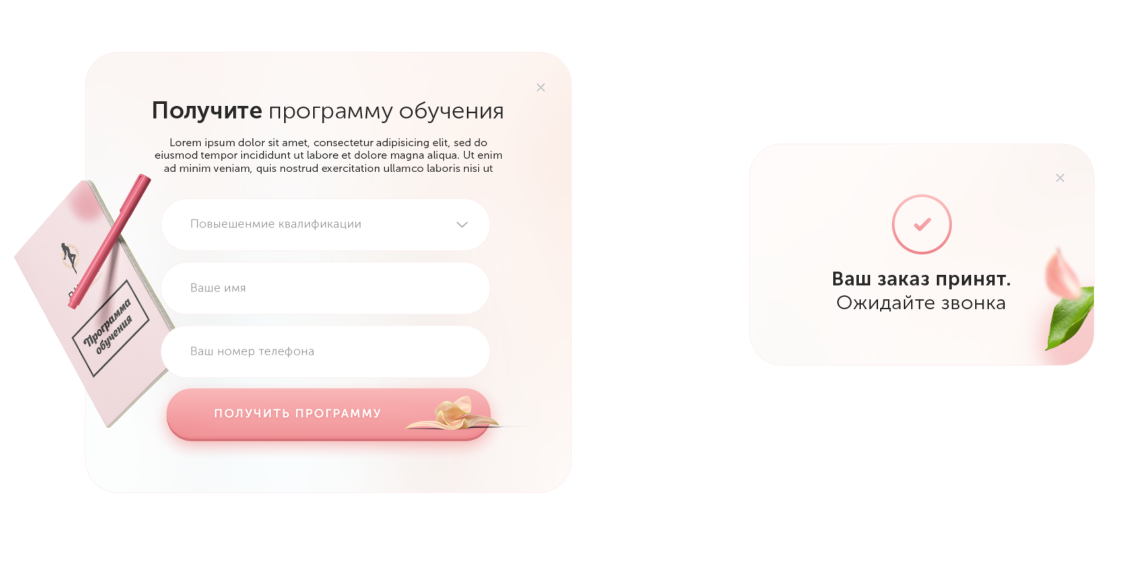 Получите программу обучения
Lorem ipsum dolor sit amet, consectetur adipisicing elit, sed do
eiusmod tempor incididunt ut labore et dolore magna aliqua. Ut enim
ad minim veniam, quis nostrud exercitation ullamco laboris nisi ut
Повыешенмие квалификации
Ваше имя
Ваш номер телефона
ПОЛУЧИТЬ ПРОГРАММУ
Программа
обучения
Ваш заказ принят.
Ожидайте звонка